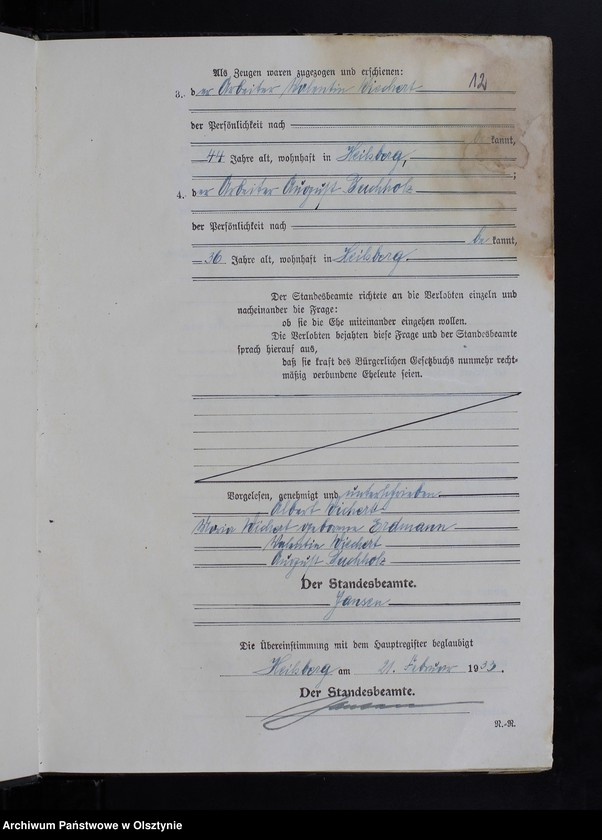 12
Als Zeugen waren zugezogen und erschienen:
3. der Arbeiter Valentin Wichert
der Persönlichkeit nach
kannt,
44 Jahre alt, wohnhaft in Heilsberg,
;
4. der Arbeiter August Buchholz
der Persönlichkeit nach
be kannt,
36 Jahre alt, wohnhaft in Heilsberg.
Der Standesbeamte richtete an die Verlobten einzeln und
nacheinander die Frage:
ob sie die Ehe miteinander eingehen wollen.
Die Verlobten bejahten diese Frage und der Standesbeamte
sprach hierauf aus,
daß sie kraft des Bürgerlichen Gesetzbuchs nunmehr recht-
mäßig verbundene Eheleute seien.
Vorgelesen, genehmigt und unterschrieben.
Albert Wichert
Maria Wichert geborene Erdmann
Valentin Wichert
August Buchholz
Der Standesbeamte.
Jansen
Die Übereinstimmung mit dem Hauptregister beglaubigt
Heilsberg am 21. Februar 1933.
Der Standesbeamte.
Jansen
N.-R.
Archiwum Państwowe w Olsztynie